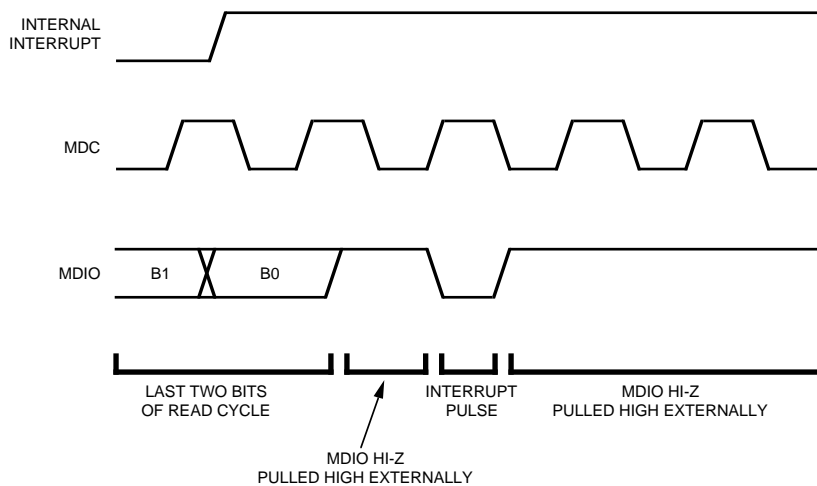 INTERNAL
INTERRUPT
MDC
MDIO
B1
B0
LAST TWO BITS
OF READ CYCLE
INTERRUPT
PULSE
MDIO HI-Z
PULLED HIGH EXTERNALLY
MDIO HI-Z
PULLED HIGH EXTERNALLY